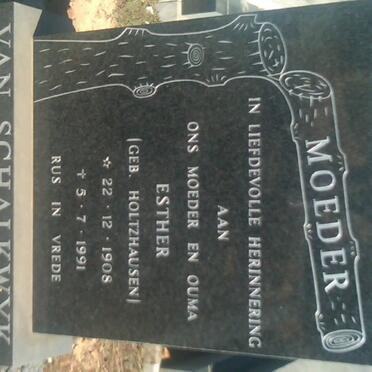 MOEDER
IN LIEFDEVOLLE HERINNERING
AAN
ONS MOEDER EN OUMA
ESTHER
(GEB. HOLTZHAUSEN)
☆ 22 · 12 · 1908
✝ 5 · 7 · 1991
RUS IN VREDE
VAN SCHALKWYK